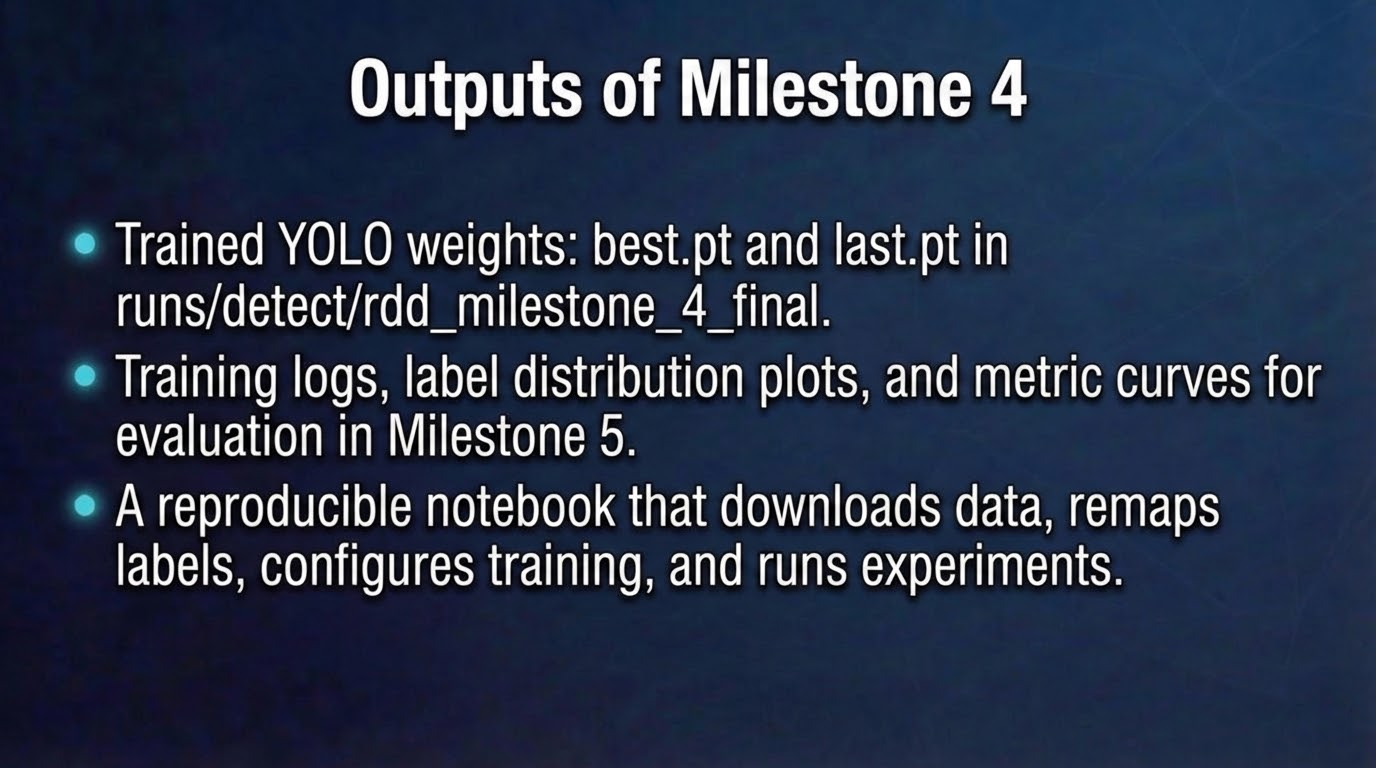 Outputs of Milestone 4
• Trained YOLO weights: best.pt and last.pt in
runs/detect/rdd_milestone_4_final.
• Training logs, label distribution plots, and metric curves for
evaluation in Milestone 5.
• A reproducible notebook that downloads data, remaps
labels, configures training, and runs experiments.